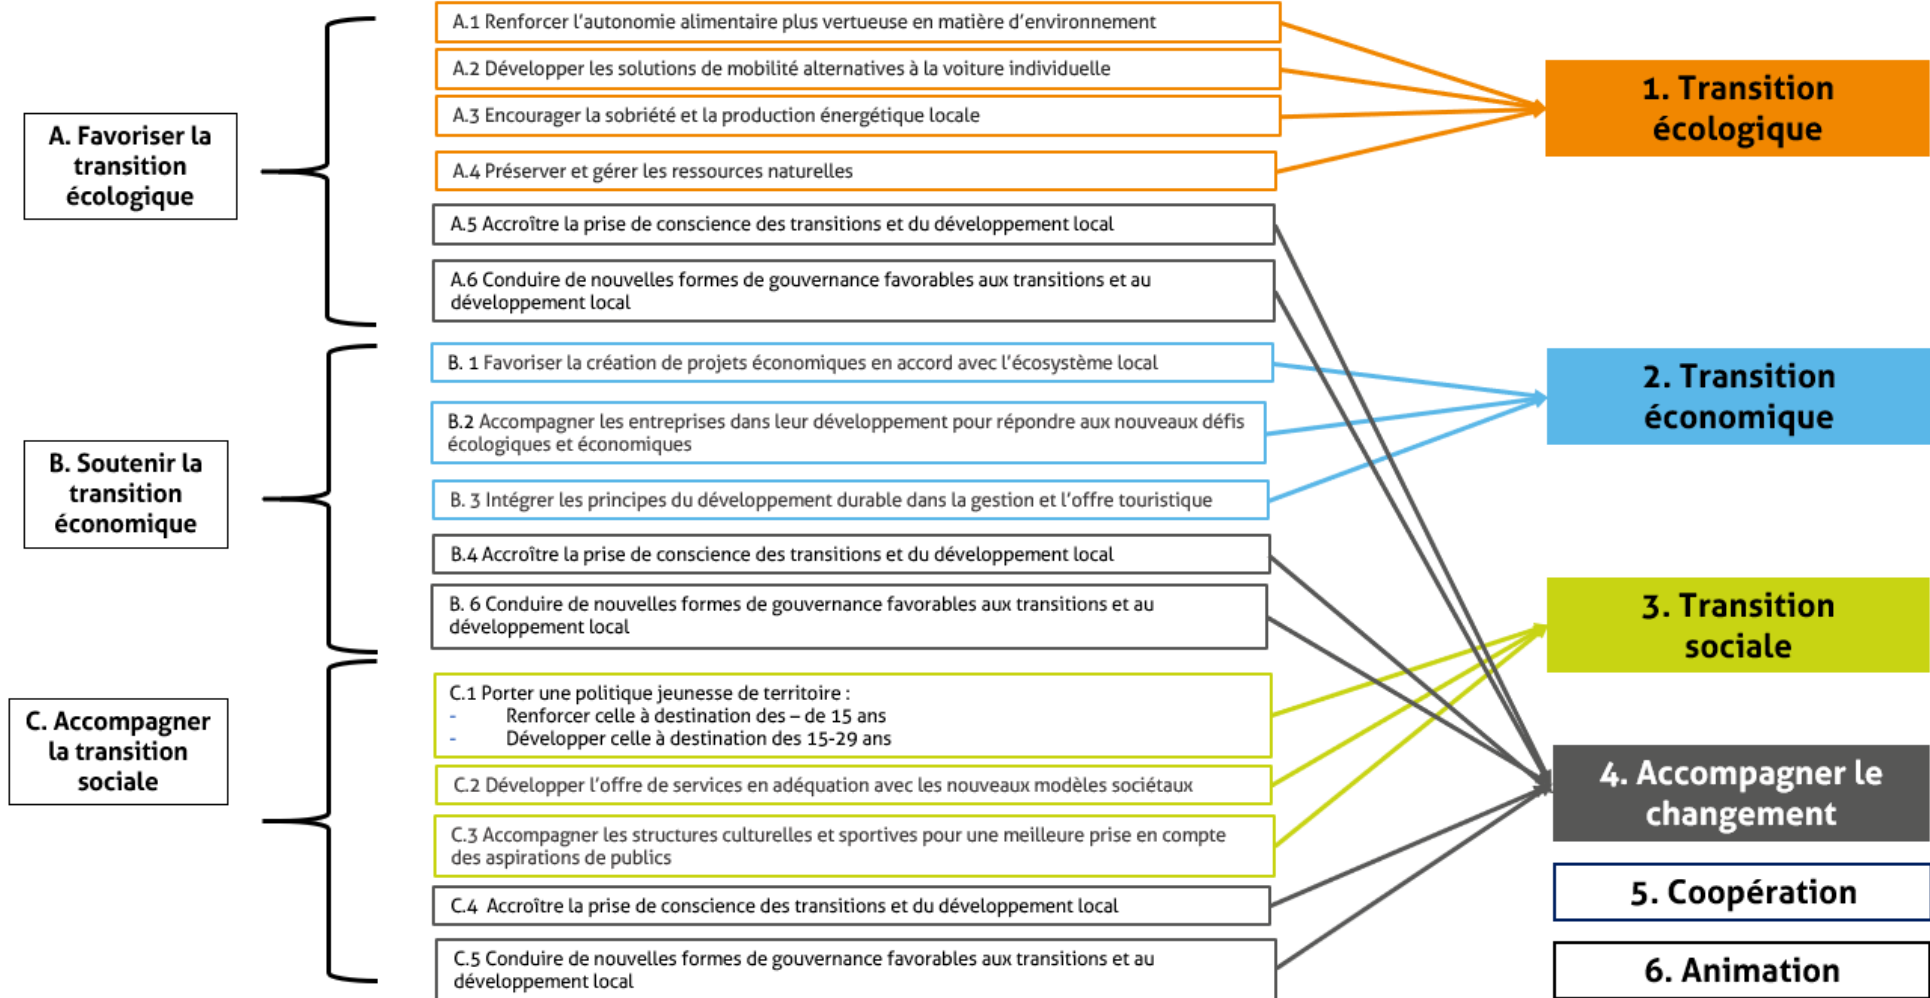 A. Favoriser la
transition
écologique
A.1 Renforcer l’autonomie alimentaire plus vertueuse en matière d’environnement
A.2 Développer les solutions de mobilité alternatives à la voiture individuelle
A.3 Encourager la sobriété et la production énergétique locale
A.4 Préserver et gérer les ressources naturelles
A.5 Accroître la prise de conscience des transitions et du développement local
A.6 Conduire de nouvelles formes de gouvernance favorables aux transitions et au
développement local
B. Soutenir la
transition
économique
B. 1 Favoriser la création de projets économiques en accord avec l’écosystème local
B.2 Accompagner les entreprises dans leur développement pour répondre aux nouveaux défis
écologiques et économiques
B. 3 Intégrer les principes du développement durable dans la gestion et l’offre touristique
B.4 Accroître la prise de conscience des transitions et du développement local
B. 6 Conduire de nouvelles formes de gouvernance favorables aux transitions et au
développement local
C. Accompagner
la transition
sociale
C.1 Porter une politique jeunesse de territoire :
- Renforcer celle à destination des – de 15 ans
- Développer celle à destination des 15-29 ans
C.2 Développer l’offre de services en adéquation avec les nouveaux modèles sociétaux
C.3 Accompagner les structures culturelles et sportives pour une meilleure prise en compte
des aspirations de publics
C.4 Accroître la prise de conscience des transitions et du développement local
C.5 Conduire de nouvelles formes de gouvernance favorables aux transitions et au
développement local
1. Transition
écologique
2. Transition
économique
3. Transition
sociale
4. Accompagner le
changement
5. Coopération
6. Animation